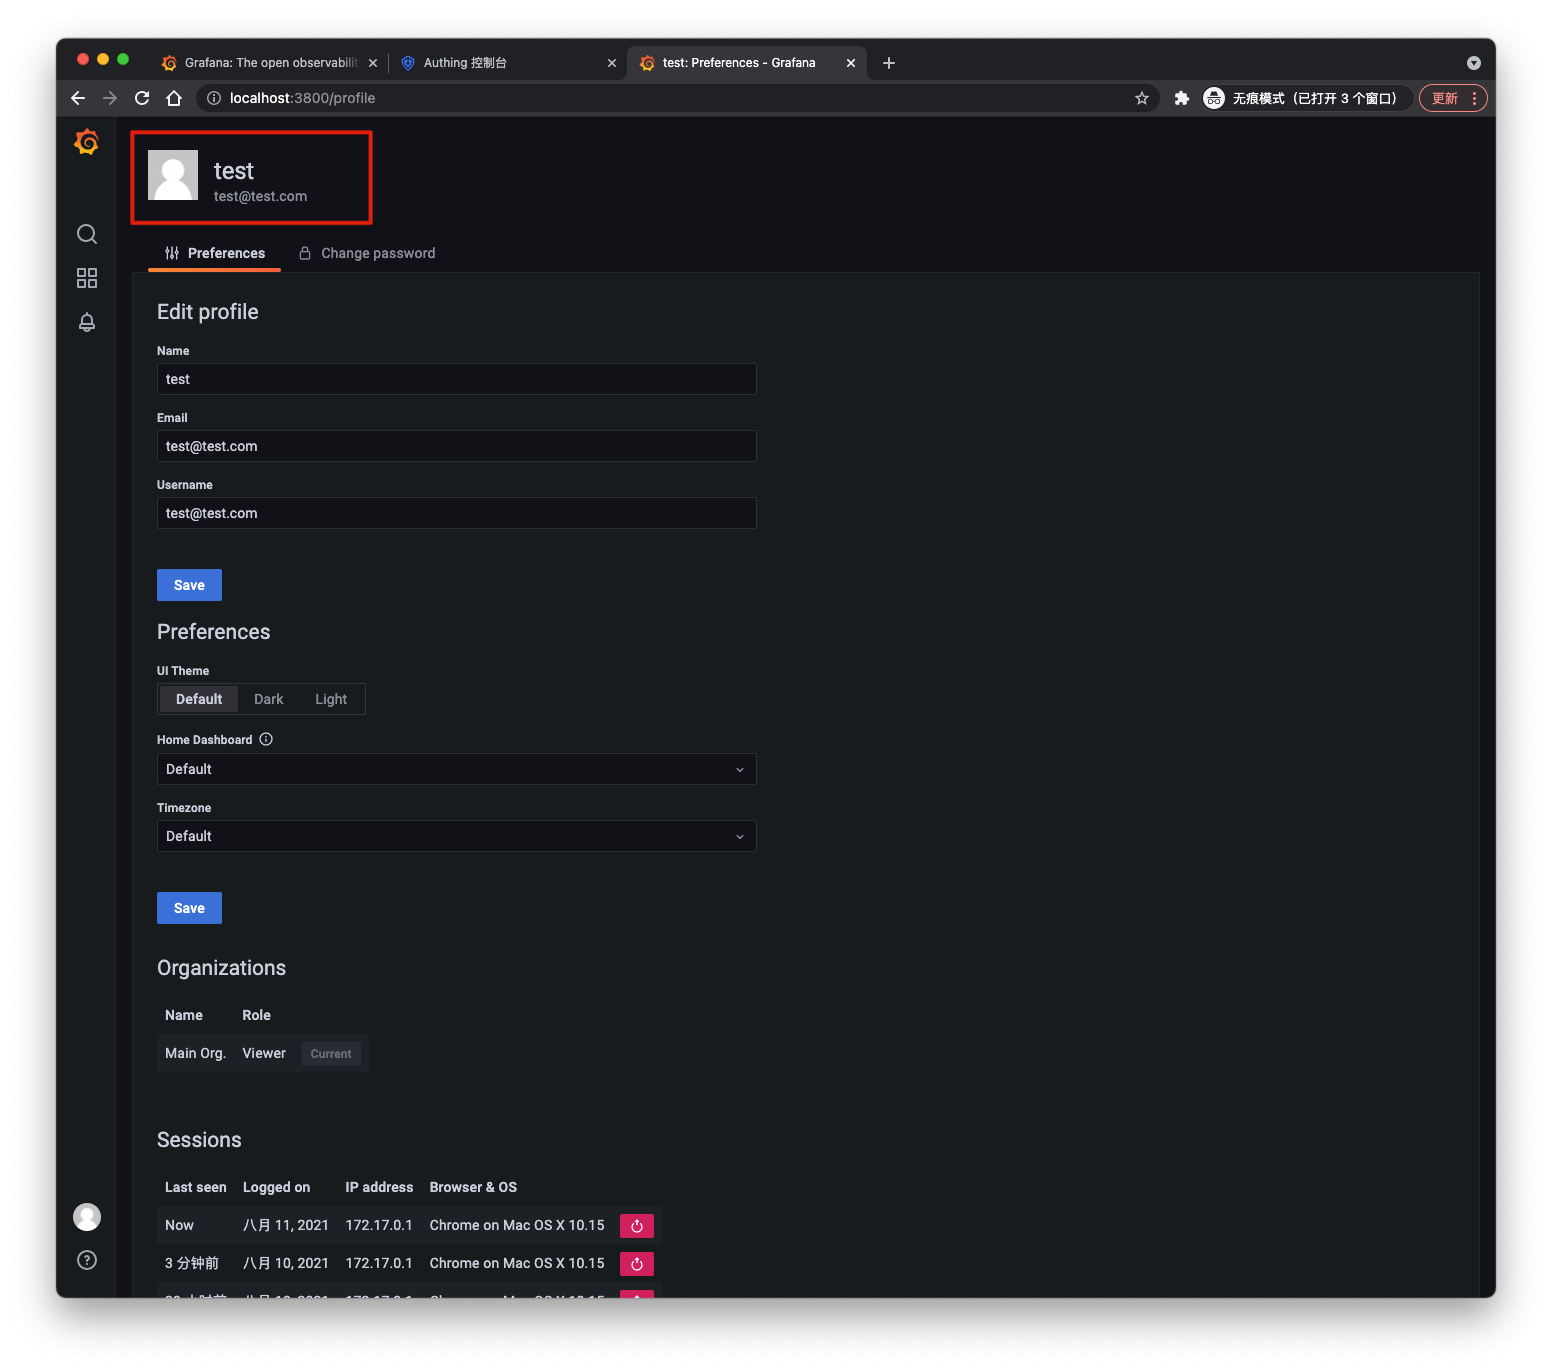 Grafana: The open observabilit
Authing 控制台
test: Preferences - Grafana
localhost:3800/profile
无痕模式（已打开 3 个窗口）
更新
test
test@test.com
Preferences
Change password
Edit profile
Name
test
Email
test@test.com
Username
test@test.com
Save
Preferences
UI Theme
Default Dark Light
Home Dashboard
Default
Timezone
Default
Save
Organizations
Name Role
Main Org. Viewer Current
Sessions
Last seen Logged on IP address Browser & OS
Now 八月 11, 2021 172.17.0.1 Chrome on Mac OS X 10.15
3 分钟前 八月 10, 2021 172.17.0.1 Chrome on Mac OS X 10.15